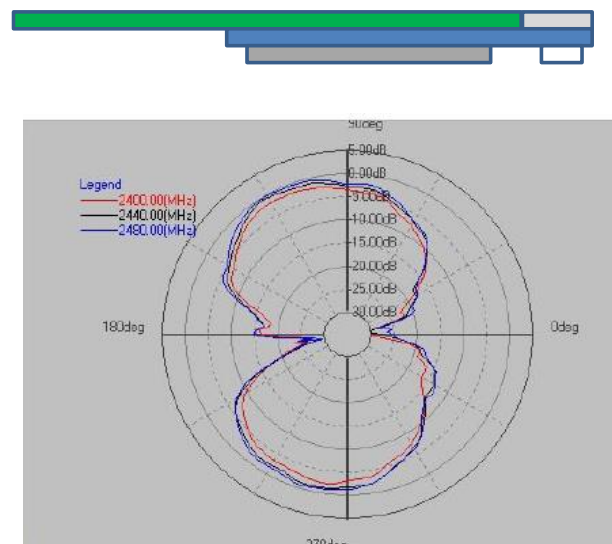 90deg
5.00dB
0.00dB
-5.00dB
-10.00dB
-15.00dB
-20.00dB
-25.00dB
-30.00dB
Legend
2400.00(MHz)
2440.00(MHz)
2480.00(MHz)
180deg
0deg
270deg